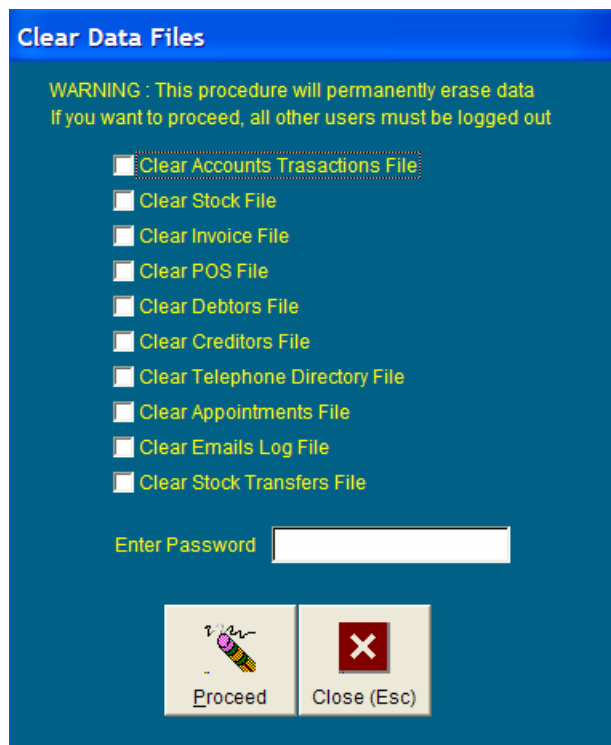 Clear Data Files
WARNING : This procedure will permanently erase data
If you want to proceed, all other users must be logged out
Clear Accounts Trasactions File
Clear Stock File
Clear Invoice File
Clear POS File
Clear Debtors File
Clear Creditors File
Clear Telephone Directory File
Clear Appointments File
Clear Emails Log File
Clear Stock Transfers File
Enter Password
Proceed
Close (Esc)